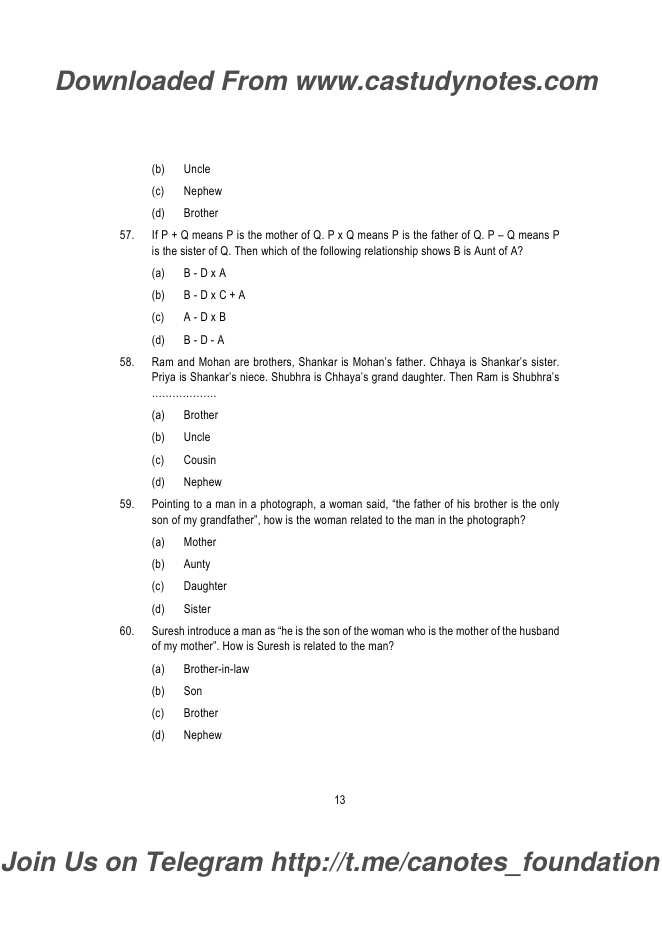 Downloaded From www.castudynotes.com
(b) Uncle
(c) Nephew
(d) Brother
57. If P + Q means P is the mother of Q. P x Q means P is the father of Q. P – Q means P
is the sister of Q. Then which of the following relationship shows B is Aunt of A?
(a) B - D x A
(b) B - D x C + A
(c) A - D x B
(d) B - D - A
58. Ram and Mohan are brothers, Shankar is Mohan’s father. Chhaya is Shankar’s sister.
Priya is Shankar’s niece. Shubhra is Chhaya’s grand daughter. Then Ram is Shubhra’s
……………….
(a) Brother
(b) Uncle
(c) Cousin
(d) Nephew
59. Pointing to a man in a photograph, a woman said, “the father of his brother is the only
son of my grandfather”, how is the woman related to the man in the photograph?
(a) Mother
(b) Aunty
(c) Daughter
(d) Sister
60. Suresh introduce a man as “he is the son of the woman who is the mother of the husband
of my mother”. How is Suresh is related to the man?
(a) Brother-in-law
(b) Son
(c) Brother
(d) Nephew
13
Join Us on Telegram http://t.me/canotes_foundation